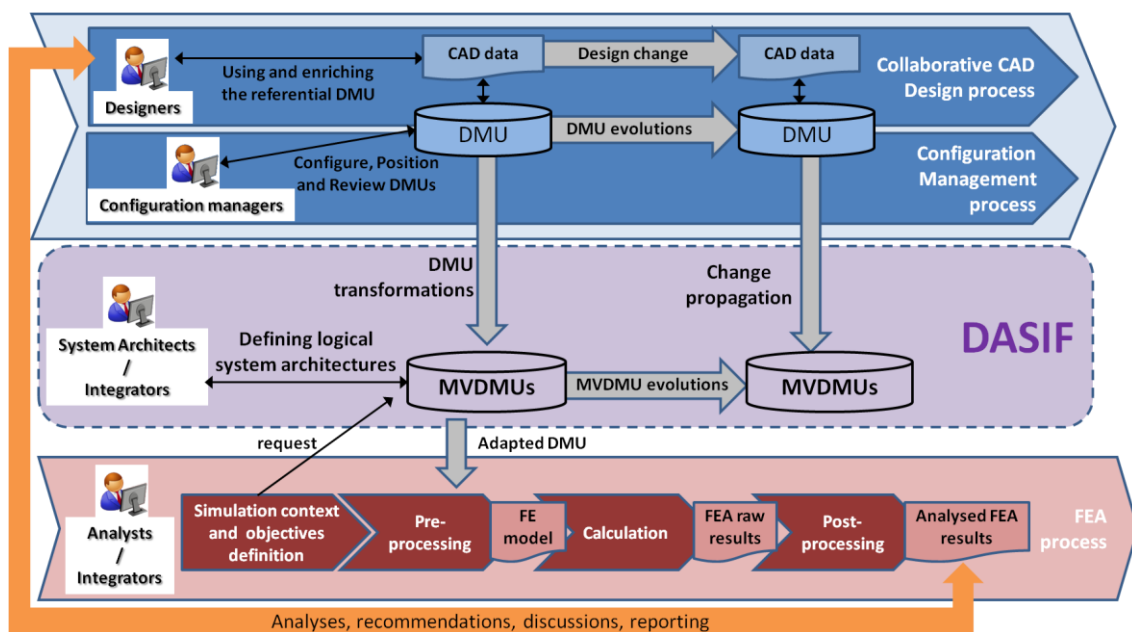 CAD data
Design change
CAD data
Collaborative CAD
Design process
Using and enriching
the referential DMU
Designers
DMU
DMU evolutions
DMU
Configure, Position
and Review DMUs
Configuration managers
Configuration
Management
process
DMU
transformations
Change
propagation
DASIF
System Architects
/
Integrators
Defining logical
system architectures
MVDMUs
MVDMU evolutions
MVDMUs
request
Adapted DMU
Analysts
/
Integrators
Simulation context
and objectives
definition
Pre-
processing
FE
model
Calculation
FEA raw
results
Post-
processing
Analysed FEA
results
FEA
process
Analyses, recommendations, discussions, reporting